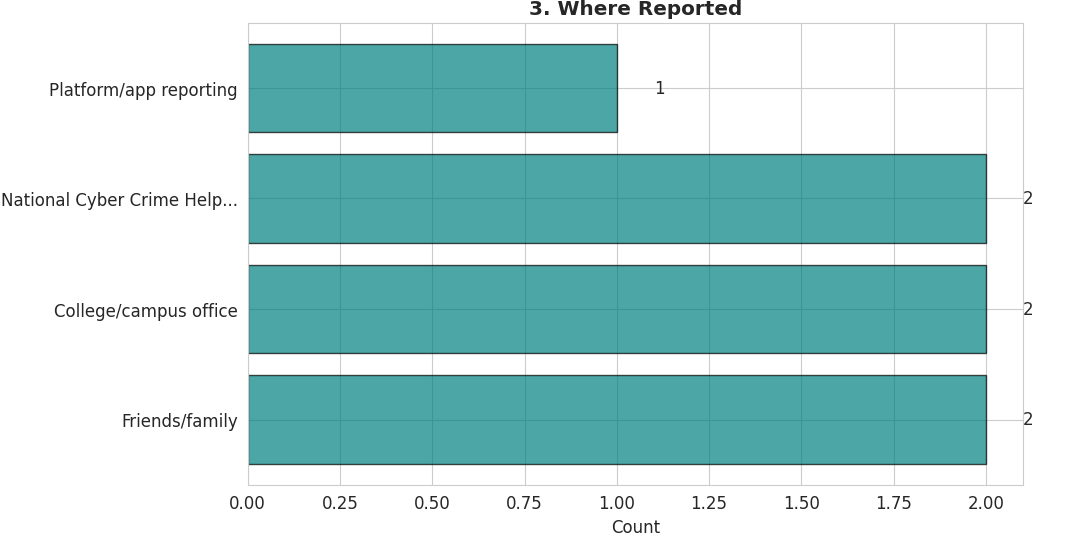 3. Where Reported
Platform/app reporting
1
National Cyber Crime Help...
2
College/campus office
2
Friends/family
2
0.00 0.25 0.50 0.75 1.00 1.25 1.50 1.75 2.00
Count